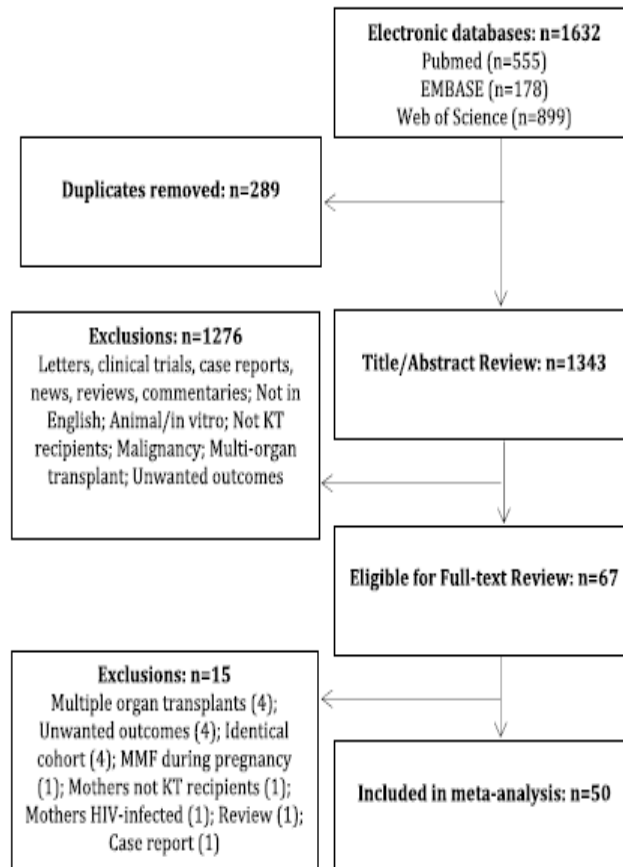 Electronic databases: n=1632
Pubmed (n=555)
EMBASE (n=178)
Web of Science (n=899)
Duplicates removed: n=289
Title/Abstract Review: n=1343
Exclusions: n=1276
Letters, clinical trials, case reports,
news, reviews, commentaries; Not in
English; Animal/in vitro; Not KT
recipients; Malignancy; Multi-organ
transplant; Unwanted outcomes
Eligible for Full-text Review: n=67
Exclusions: n=15
Multiple organ transplants (4);
Unwanted outcomes (4); Identical
cohort (4); MMF during pregnancy
(1); Mothers not KT recipients (1);
Mothers HIV-infected (1); Review (1);
Case report (1)
Included in meta-analysis: n=50